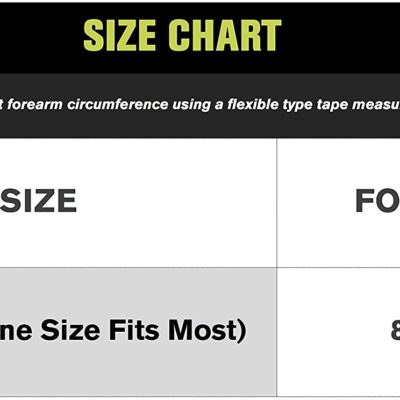 SIZE CHART
t forearm circumference using a flexible type tape measu
SIZE FO
ne Size Fits Most) 8